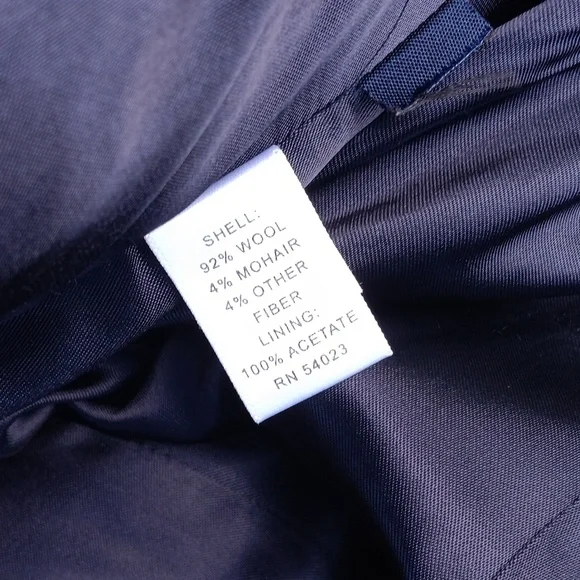 SHELL:
92% WOOL
4% MOHAIR
4% OTHER
FIBER
LINING:
100% ACETATE
RN 54023